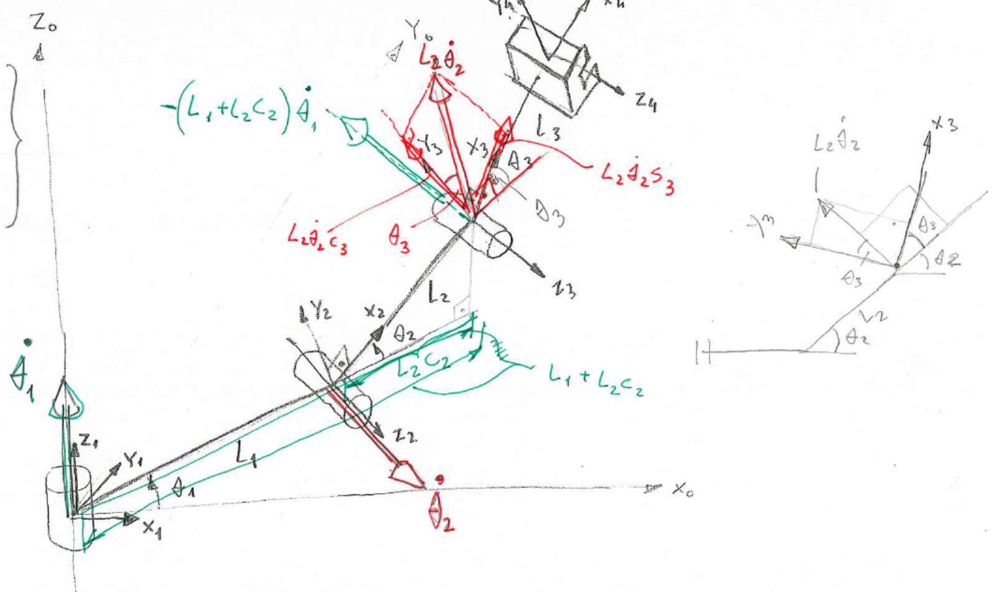 Z₀
Y₀
Y₄
X₄
L₂θ̇₂
Z₄
-(L₁+L₂C₂)θ̇₁
L₃
Y₃
X₃
θ₃
L₂θ̇₂S₃
L₂θ̇₂C₃
θ₃
Z₃
L₂
Y₂
X₂
θ₂
L₂C₂
L₁+L₂C₂
θ̇₁
Z₂
L₁
Z₁
Y₁
θ₁
X₁
X₀
θ̇₂
X₃
L₂θ̇₂
θ₃
θ₂
θ₃
L₂
θ₂